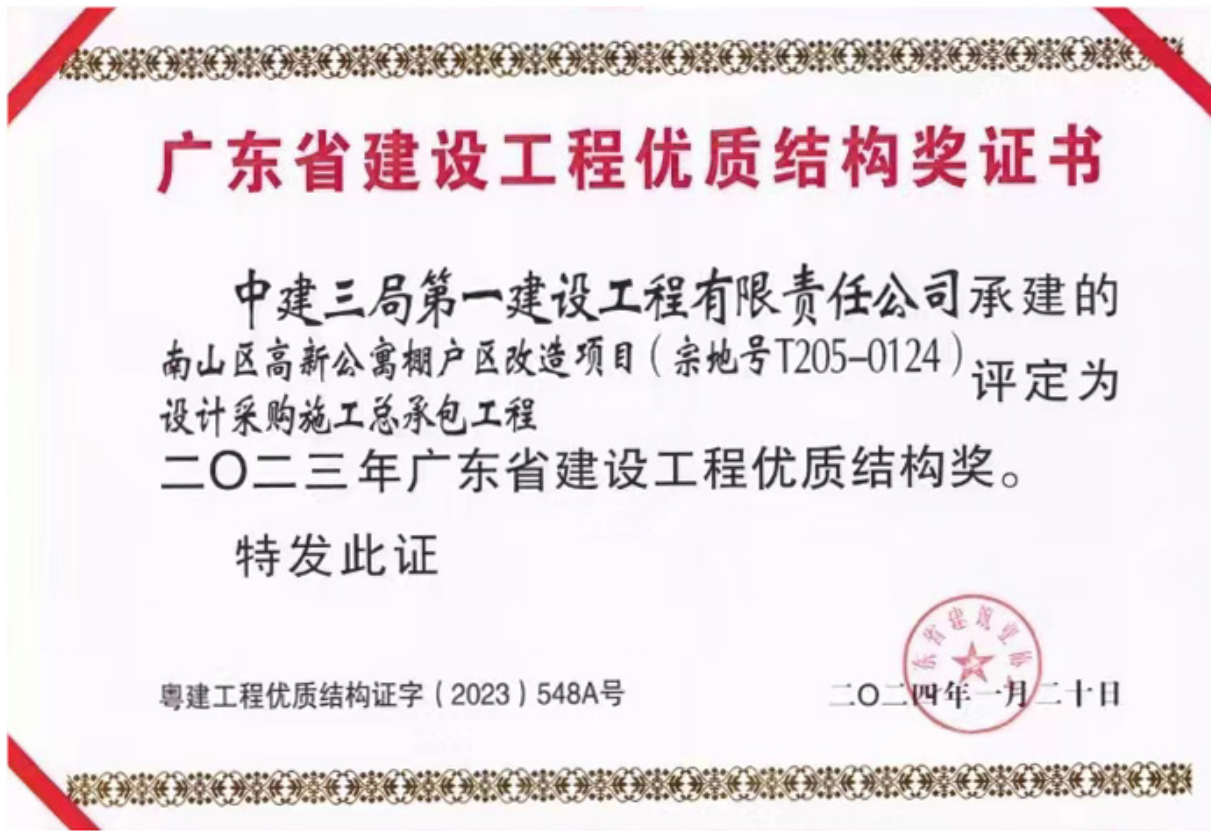 广东省建设工程优质结构奖证书
中建三局第一建设工程有限责任公司承建的
南山区高新公寓棚户区改造项目（宗地号T205-0124）
设计采购施工总承包工程
评定为
二〇二三年广东省建设工程优质结构奖。
特发此证
东省建筑业协
粤建工程优质结构证字（2023）548A号
二〇二四年一月二十日